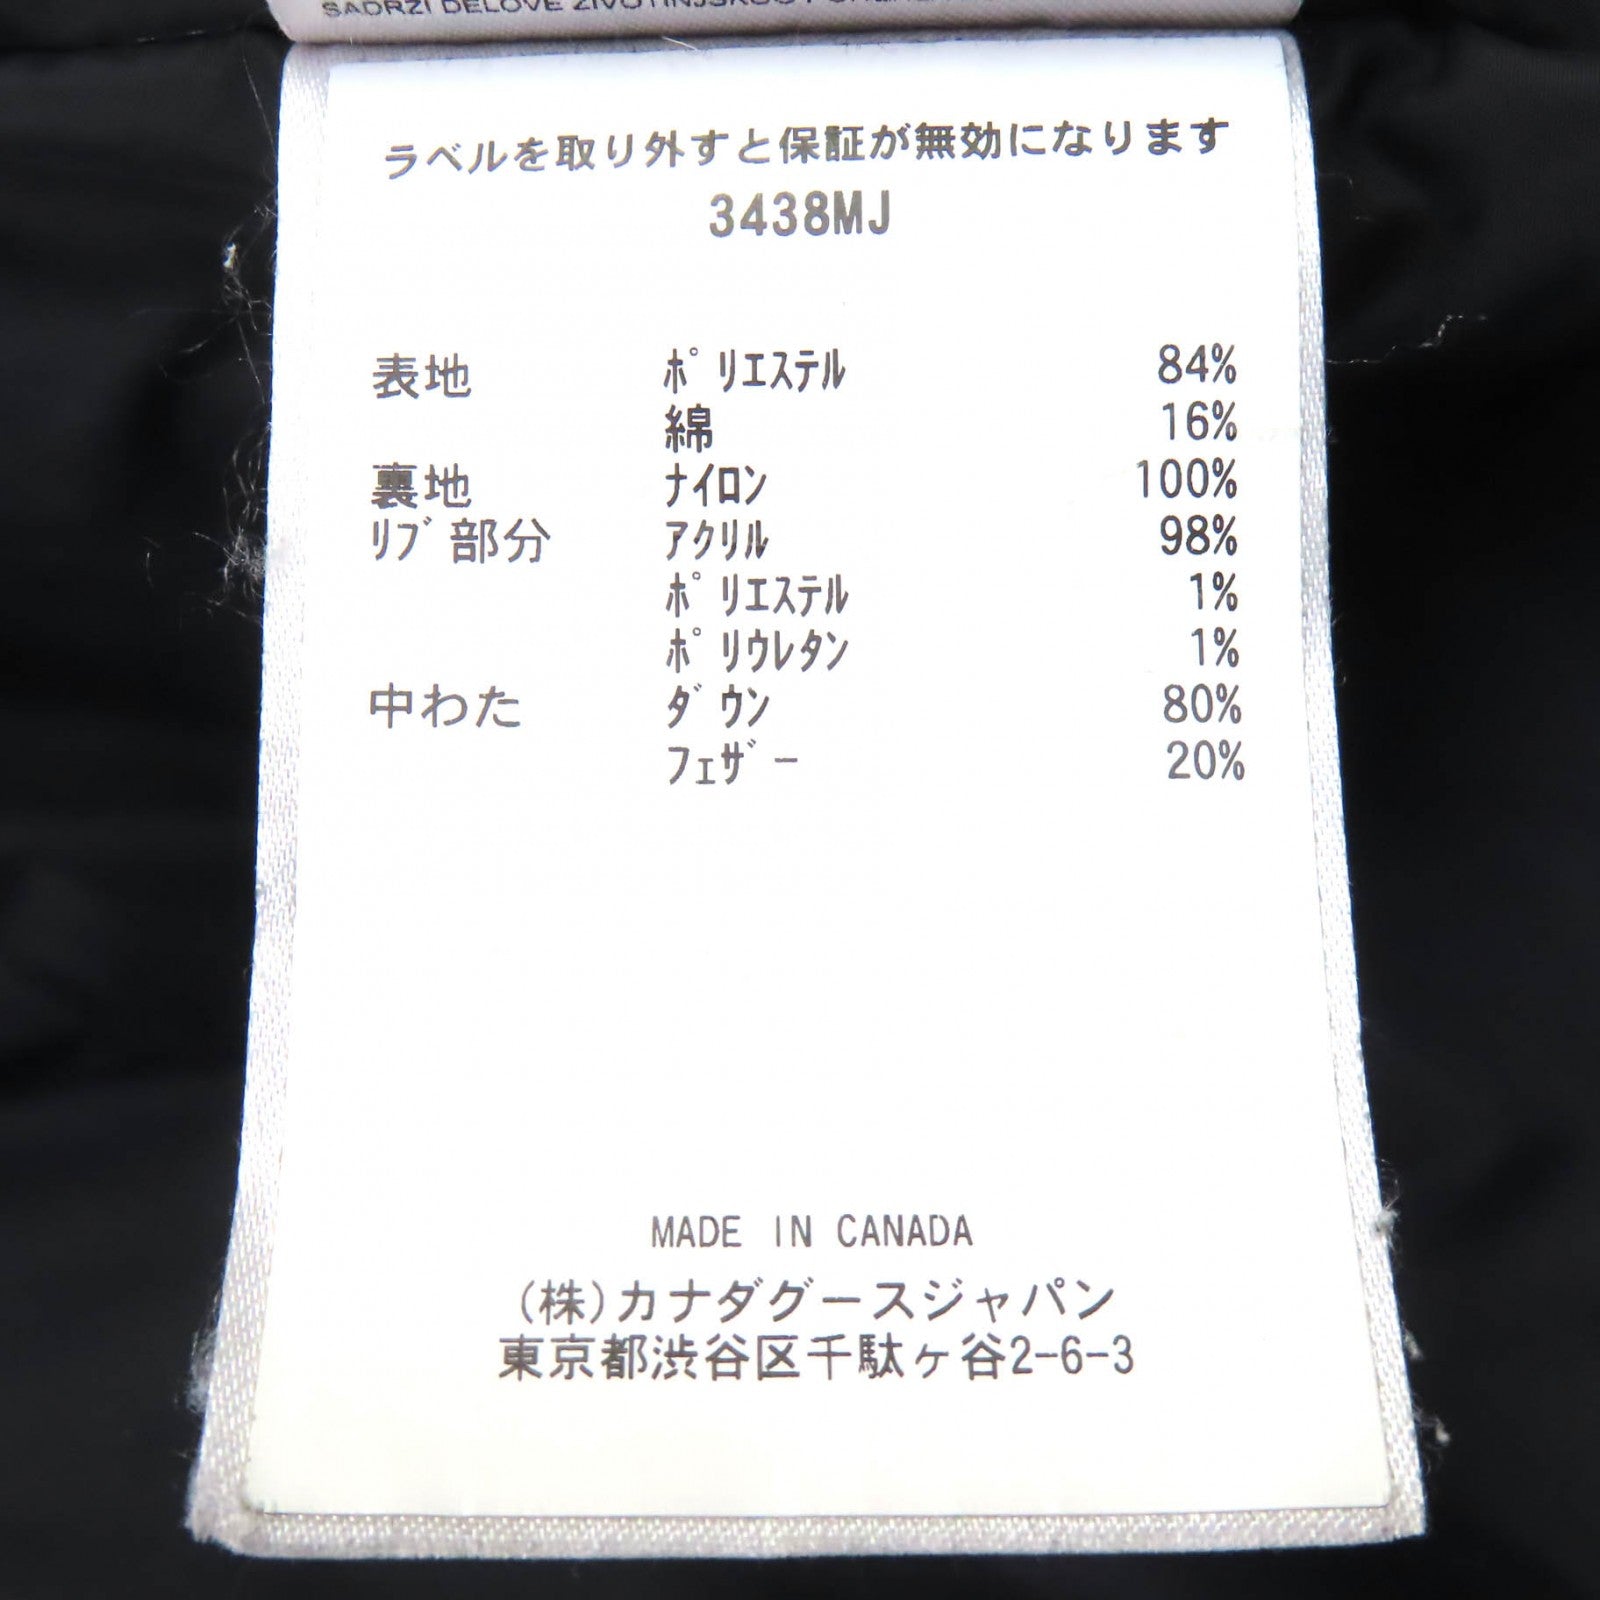 SADRZI DELOVE ZIVOTINJSKOG
ラベルを取り外すと保証が無効になります
3438MJ
表地 ポリエステル 84%
綿 16%
裏地 ナイロン 100%
リブ部分 アクリル 98%
ポリエステル 1%
ポリウレタン 1%
中わた ダウン 80%
フェザー 20%
MADE IN CANADA
(株)カナダグースジャパン
東京都渋谷区千駄ヶ谷2-6-3